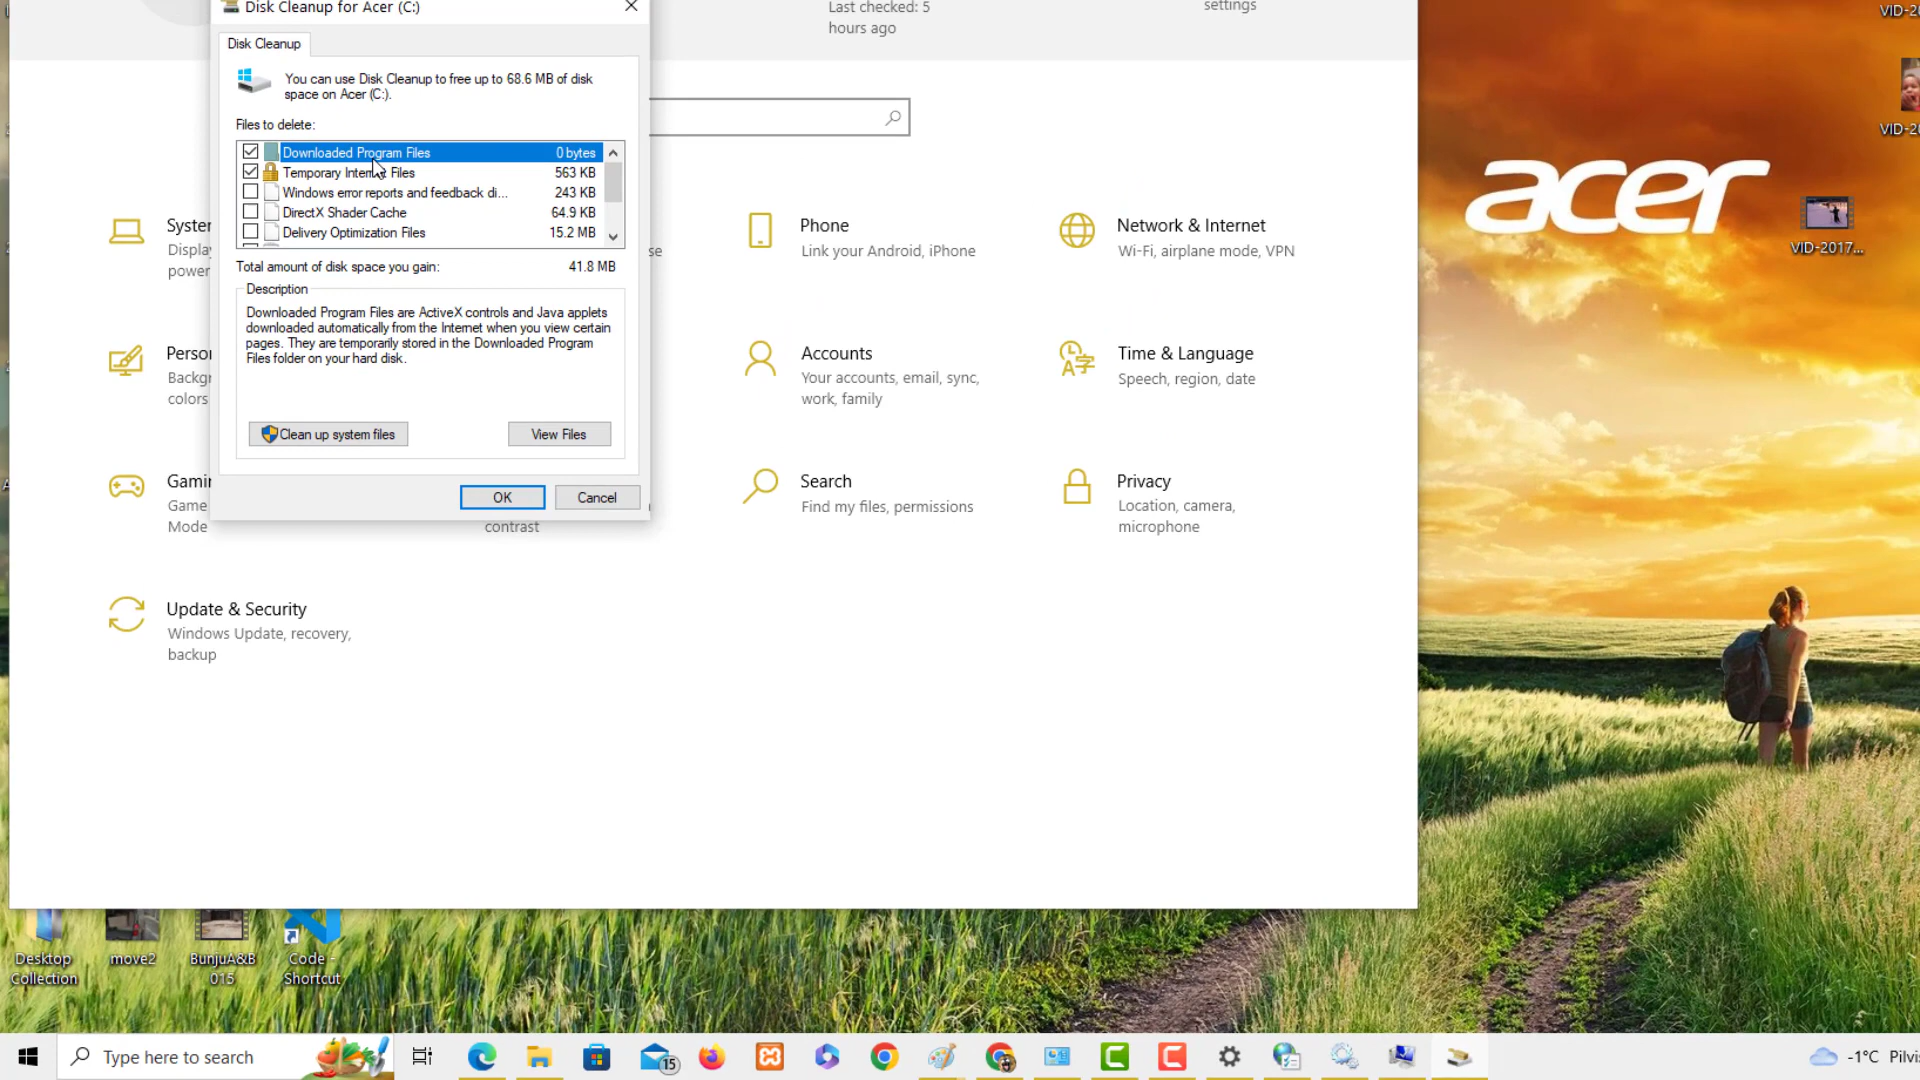 Disk Cleanup for Acer (C:)
Disk Cleanup
You can use Disk Cleanup to free up to 68.6 MB of disk
space on Acer (C:).
Files to delete:
Downloaded Program Files 0 bytes
Temporary Internet Files 563 KB
Windows error reports and feedback di... 243 KB
DirectX Shader Cache 64.9 KB
Delivery Optimization Files 15.2 MB
Total amount of disk space you gain: 41.8 MB
Description
Downloaded Program Files are ActiveX controls and Java applets
downloaded automatically from the Internet when you view certain
pages. They are temporarily stored in the Downloaded Program
Files folder on your hard disk.
Clean up system files
View Files
OK
Cancel
Last checked: 5
hours ago
settings
Phone
Link your Android, iPhone
Network & Internet
Wi-Fi, airplane mode, VPN
Accounts
Your accounts, email, sync,
work, family
Time & Language
Speech, region, date
Game
Mode
contrast
Search
Find my files, permissions
Privacy
Location, camera,
microphone
Update & Security
Windows Update, recovery,
backup
acer
VID-2017...
Desktop
Collection
move2
BunjuA&B
015
Code -
Shortcut
Type here to search
15
-1°C